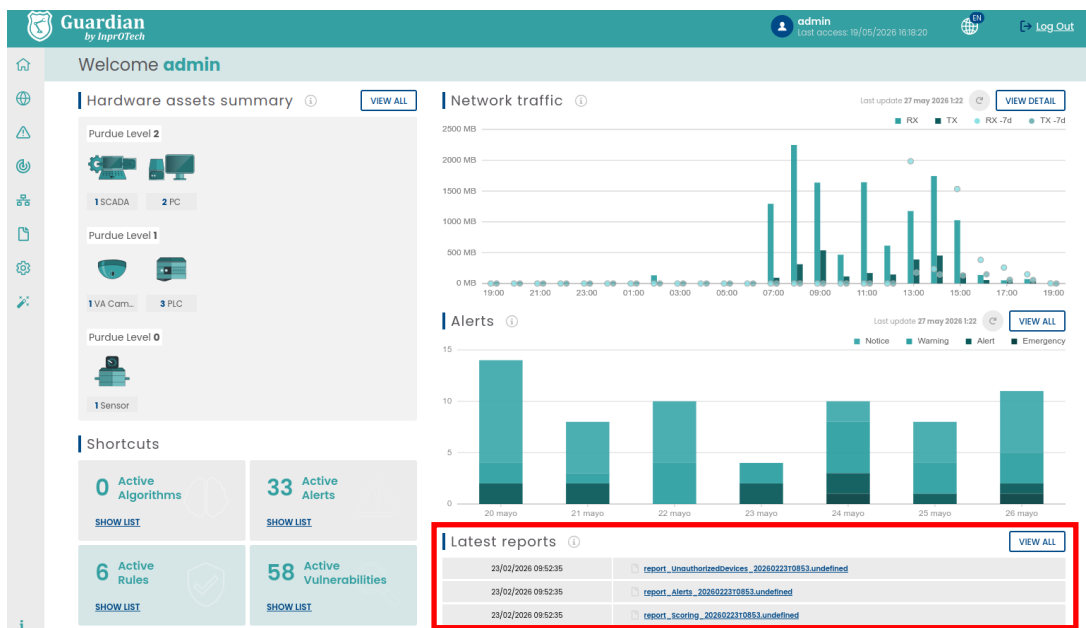 Guardian
by InprOTech
admin
Last access: 19/05/2026 16:18:20
EN
Log Out
Welcome admin
Hardware assets summary
VIEW ALL
Purdue Level 2
1 SCADA
2 PC
Purdue Level 1
1 VA Cam...
3 PLC
Purdue Level 0
1 Sensor
Shortcuts
0 Active Algorithms
SHOW LIST
33 Active Alerts
SHOW LIST
6 Active Rules
SHOW LIST
58 Active Vulnerabilities
SHOW LIST
Network traffic
Last update 27 may 2026 1:22
VIEW DETAIL
RX TX RX -7d TX -7d
2500 MB
2000 MB
1500 MB
1000 MB
500 MB
0 MB
19:00 21:00 23:00 01:00 03:00 05:00 07:00 09:00 11:00 13:00 15:00 17:00 19:00
Alerts
Last update 27 may 2026 1:22
VIEW ALL
Notice Warning Alert Emergency
15
10
5
0
20 mayo 21 mayo 22 mayo 23 mayo 24 mayo 25 mayo 26 mayo
Latest reports
VIEW ALL
23/02/2026 09:52:35 report_UnauthorizedDevices_20260223T0853.undefined
23/02/2026 09:52:35 report_Alerts_20260223T0853.undefined
23/02/2026 09:52:35 report_Scoring_20260223T0853.undefined